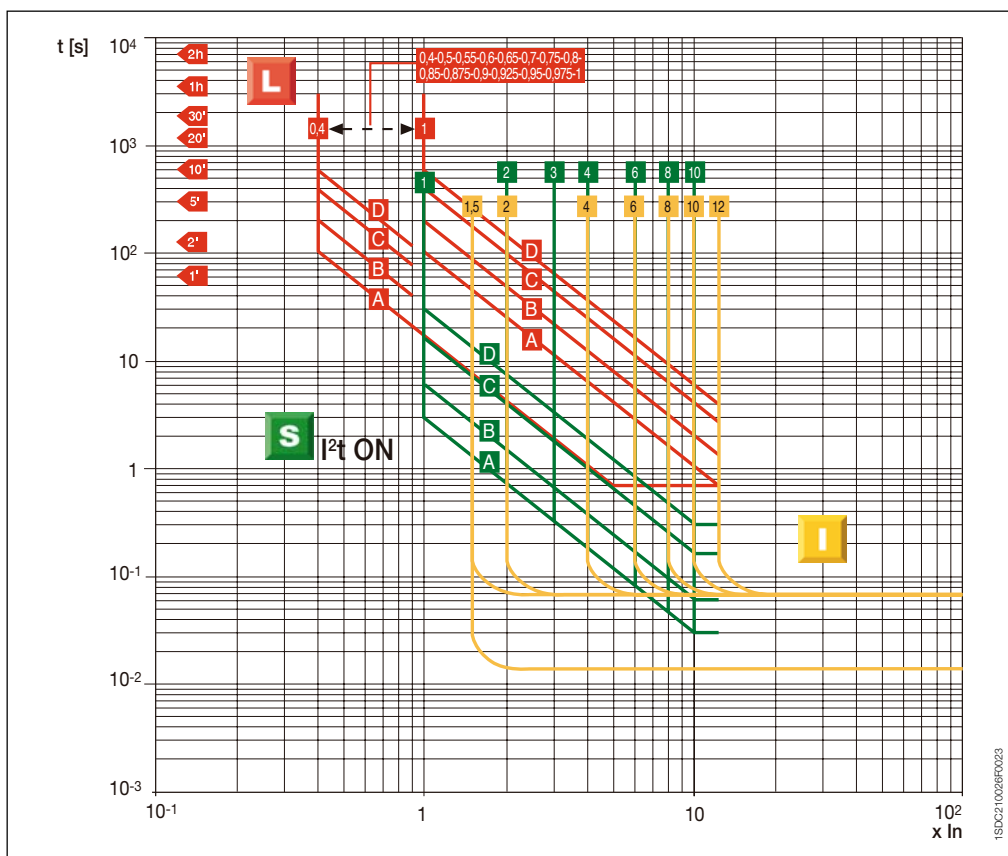 t [s]
10⁴
2h
1h
30'
20'
10'
5'
2'
1'
10³
10²
10
1
10⁻¹
10⁻²
10⁻³
L
0,4-0,5-0,55-0,6-0,65-0,7-0,75-0,8-
0,85-0,875-0,9-0,925-0,95-0,975-1
0,4
1
1
2
3
4
6
8
10
1,5
2
4
6
8
10
12
D
C
B
A
D
C
B
A
D
C
B
A
S
I²t ON
I
10⁻¹
1
10
10²
x In
1SDC210026F0023